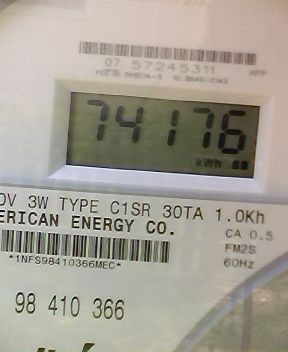 07 57245311
74176
kWh
0V 3W TYPE C1SR 30TA 1.0Kh
ERICAN ENERGY CO.
CA 0.5
FM2S
60Hz
*1NFS98410366MEC*
98 410 366